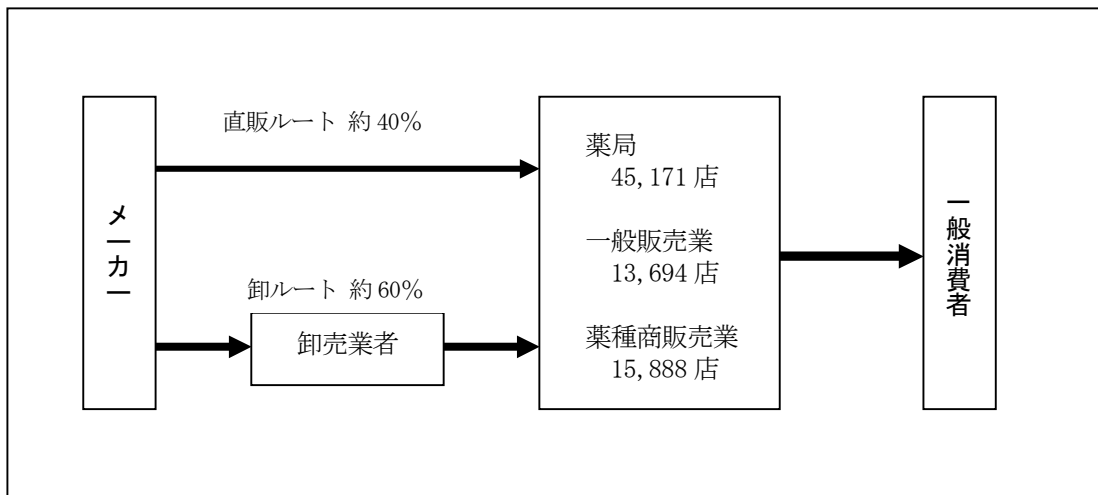 メーカー
直販ルート 約40%
卸ルート 約60%
卸売業者
薬局
45,171店
一般販売業
13,694店
薬種商販売業
15,888店
一般消費者